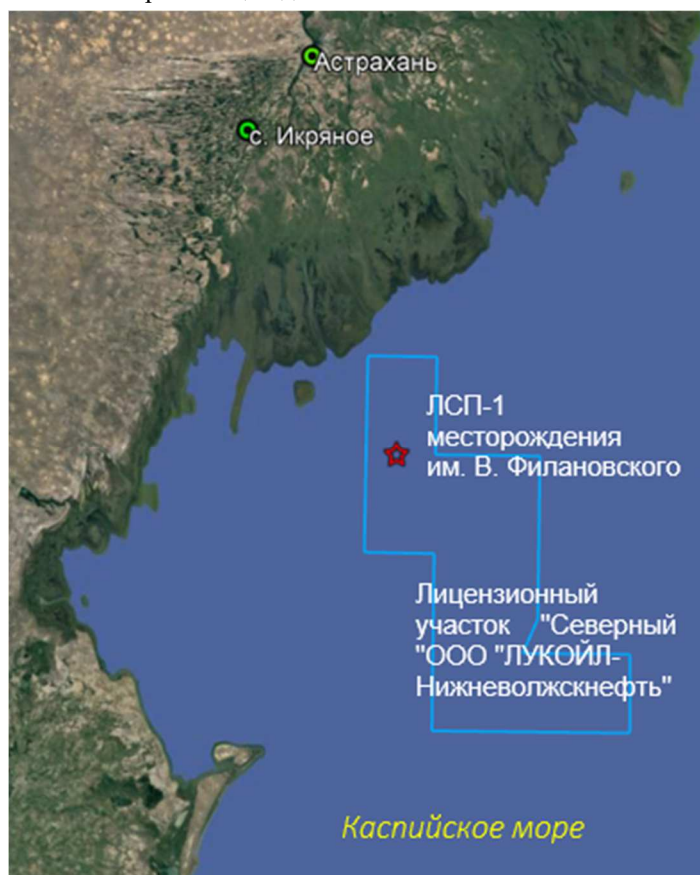 Астрахань
с. Икряное
ЛСП-1
месторождения
им. В. Филановского
Лицензионный
участок "Северный
"ООО "ЛУКОЙЛ-
Нижневолжскнефть"
Каспийское море